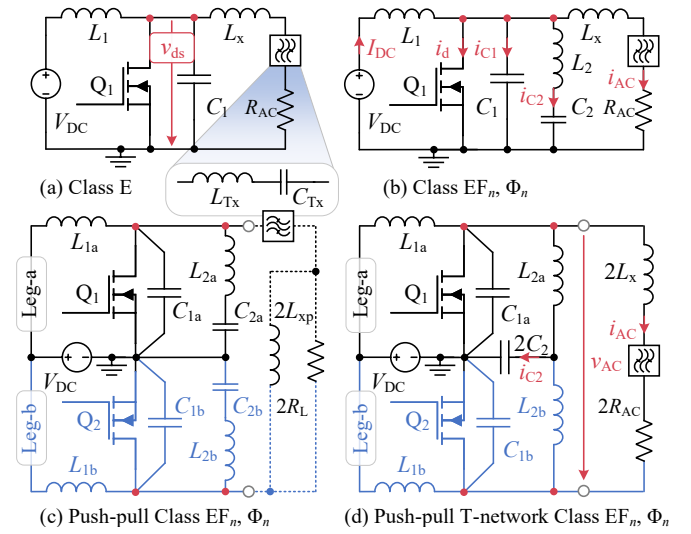 L1
vds
Lx
Q1
C1
RAC
VDC
(a) Class E
IDC
L1
id
iC1
Lx
L2
Q1
iC2
iAC
C1
C2
RAC
VDC
(b) Class EFn, Φn
LTx
CTx
L1a
Leg-a
Q1
L2a
C1a
C2a
2Lxp
VDC
2RL
Leg-b
Q2
C1b
C2b
L2b
L1b
(c) Push-pull Class EFn, Φn
L1a
Leg-a
Q1
L2a
2Lx
C1a
iAC
2C2
vAC
VDC
iC2
Leg-b
Q2
L2b
2RAC
C1b
L1b
(d) Push-pull T-network Class EFn, Φn